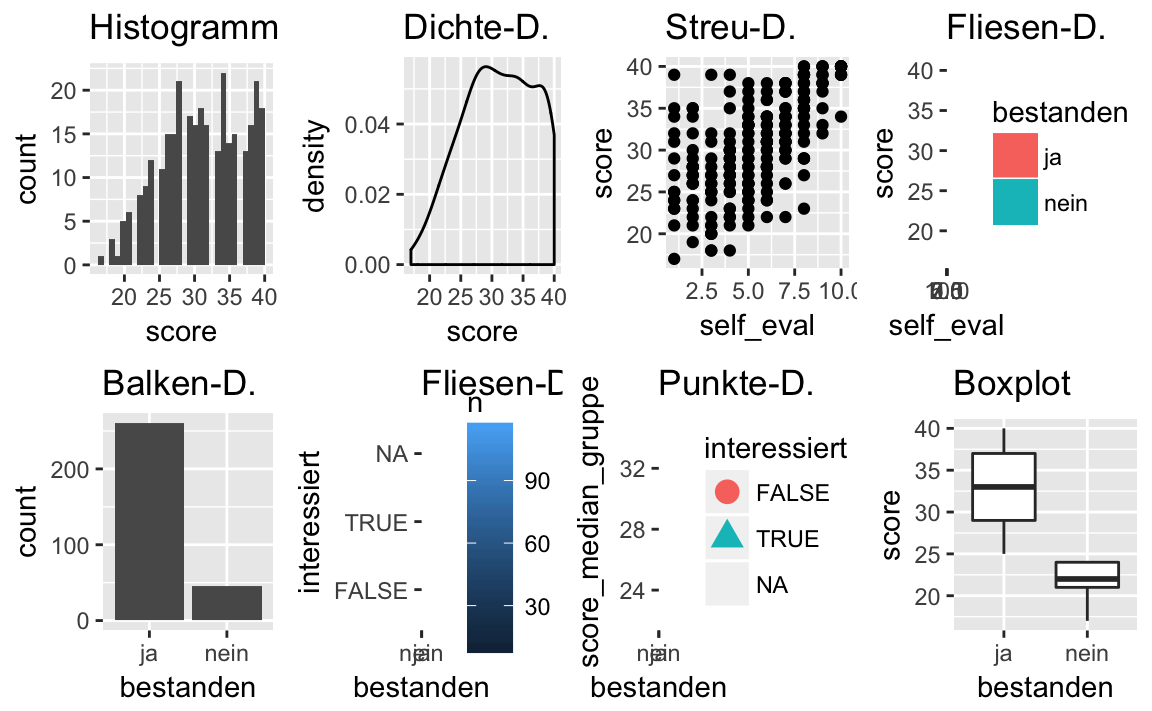 Histogramm
count
20
15
10
5
0
20 25 30 35 40
score
Dichte-D.
density
0.04
0.02
0.00
20 25 30 35 40
score
Streu-D.
score
40
35
30
25
20
2.5 5.0 7.5 10.0
self_eval
Fliesen-D.
score
40
35
30
25
20
self_eval
bestanden
ja
nein
Balken-D.
count
200
100
0
ja nein
bestanden
Fliesen-D
interessiert
NA
TRUE
FALSE
bestanden
n
90
60
30
Punkte-D.
score_median_gruppe
32
28
24
bestanden
interessiert
FALSE
TRUE
NA
Boxplot
score
40
35
30
25
20
ja nein
bestanden